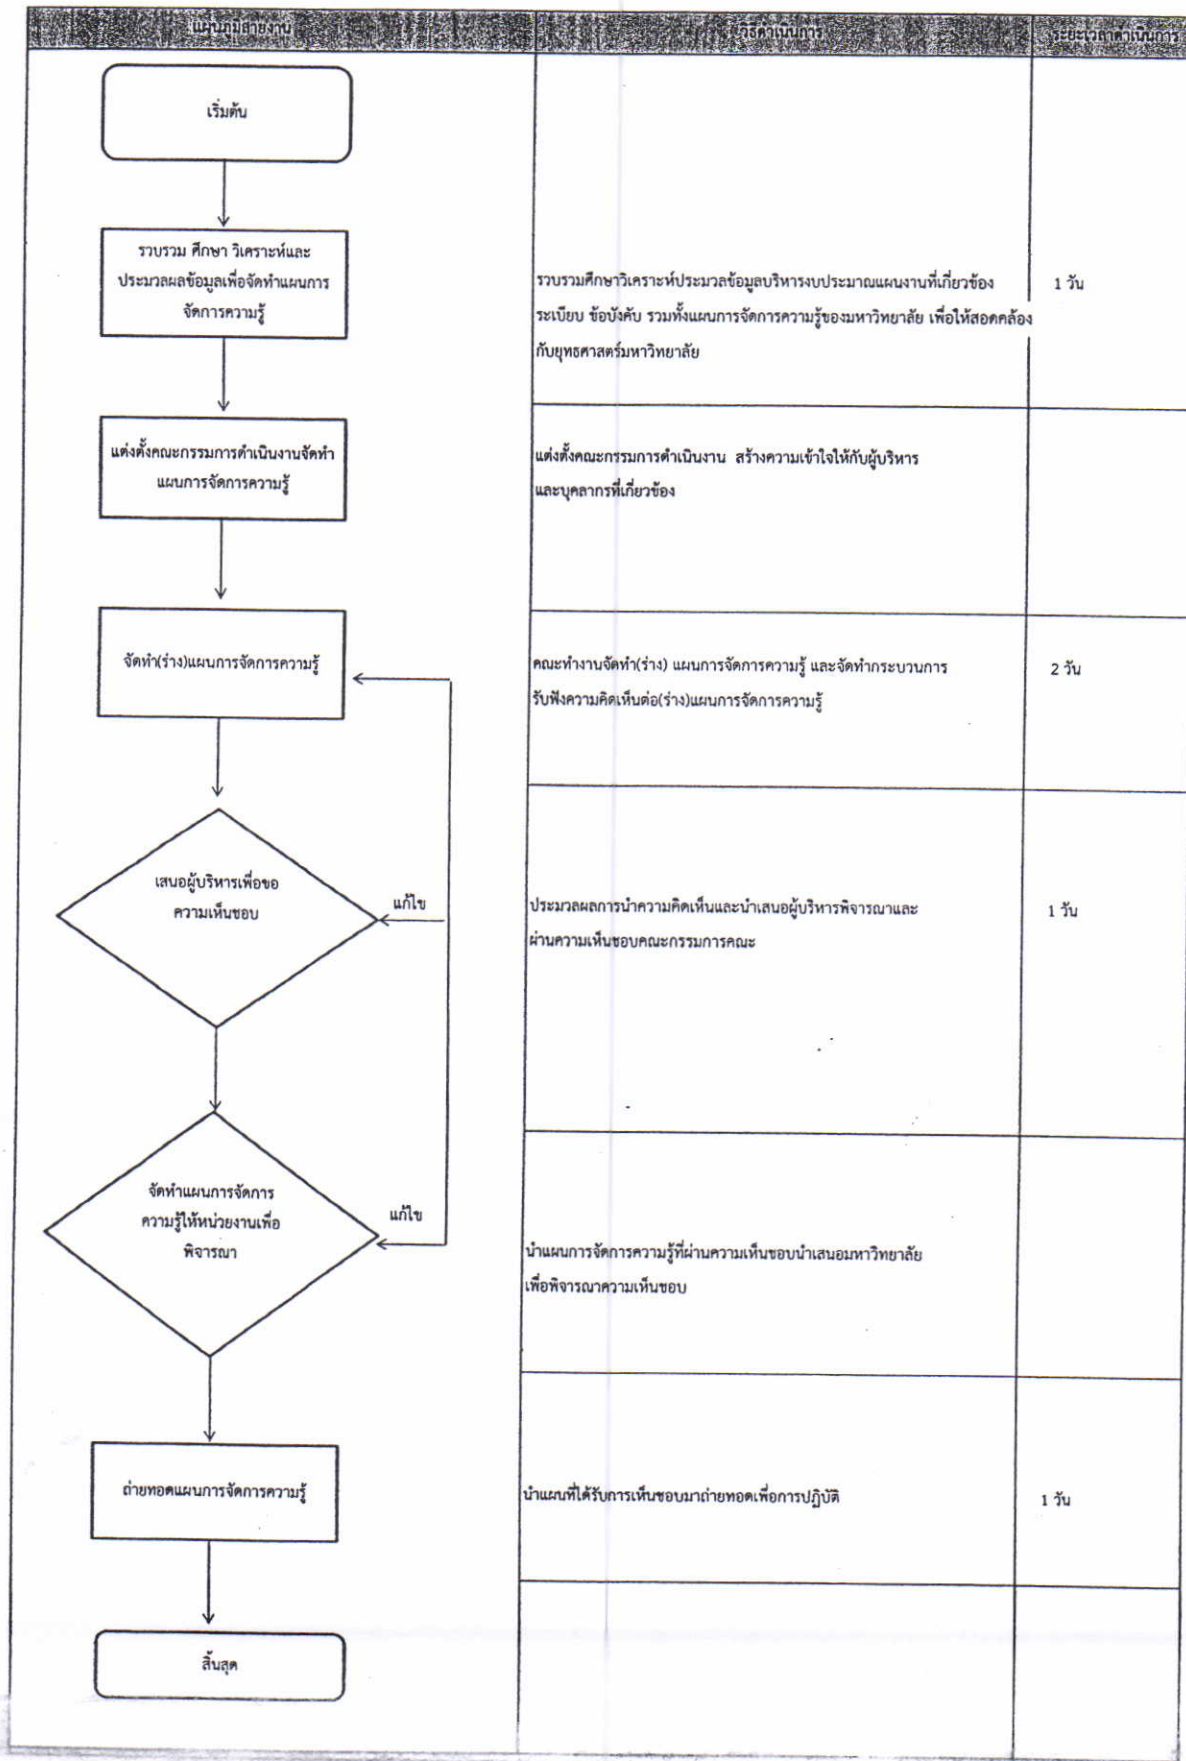 แผนภูมิสายงาน
วิธีดำเนินการ
ระยะเวลาดำเนินการ
เริ่มต้น
รวบรวม ศึกษา วิเคราะห์และ
ประมวลผลข้อมูลเพื่อจัดทำแผนการ
จัดการความรู้
รวบรวมศึกษาวิเคราะห์ประมวลข้อมูลบริหารงบประมาณแผนงานที่เกี่ยวข้อง
ระเบียบ ข้อบังคับ รวมทั้งแผนการจัดการความรู้ของมหาวิทยาลัย เพื่อให้สอดคล้อง
กับยุทธศาสตร์มหาวิทยาลัย
1 วัน
แต่งตั้งคณะกรรมการดำเนินงานจัดทำ
แผนการจัดการความรู้
แต่งตั้งคณะกรรมการดำเนินงาน สร้างความเข้าใจให้กับผู้บริหาร
และบุคลากรที่เกี่ยวข้อง
จัดทำ(ร่าง)แผนการจัดการความรู้
คณะทำงานจัดทำ(ร่าง) แผนการจัดการความรู้ และจัดทำกระบวนการ
รับฟังความคิดเห็นต่อ(ร่าง)แผนการจัดการความรู้
2 วัน
เสนอผู้บริหารเพื่อขอ
ความเห็นชอบ
แก้ไข
ประมวลผลการนำความคิดเห็นและนำเสนอผู้บริหารพิจารณาและ
ผ่านความเห็นชอบคณะกรรมการคณะ
1 วัน
จัดทำแผนการจัดการ
ความรู้ให้หน่วยงานเพื่อ
พิจารณา
แก้ไข
นำแผนการจัดการความรู้ที่ผ่านความเห็นชอบนำเสนอมหาวิทยาลัย
เพื่อพิจารณาความเห็นชอบ
ถ่ายทอดแผนการจัดการความรู้
นำแผนที่ได้รับการเห็นชอบมาถ่ายทอดเพื่อการปฏิบัติ
1 วัน
สิ้นสุด